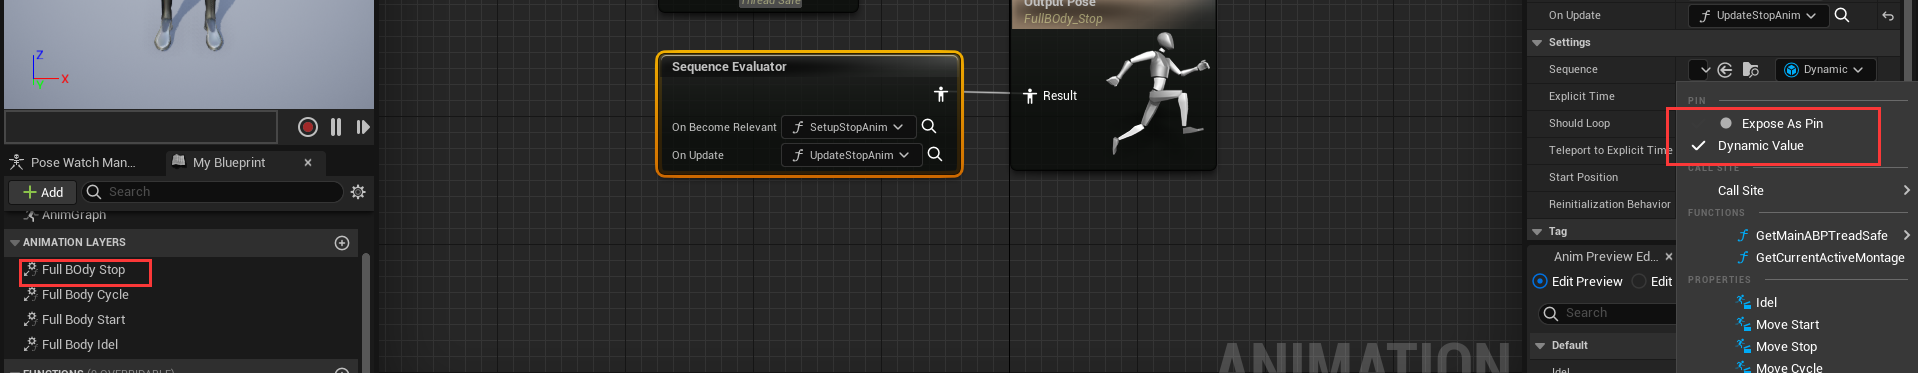 Z
X
Y
Pose Watch Man...
My Blueprint
Add
Search
AnimGraph
ANIMATION LAYERS
Full BOdy Stop
Full Body Cycle
Full Body Start
Full Body Idel
FUNCTIONS (0 OVERRIDABLE)
Thread Safe
Sequence Evaluator
On Become Relevant
SetupStopAnim
On Update
UpdateStopAnim
Output Pose
FullBOdy_Stop
Result
ANIMATION
On Update
UpdateStopAnim
Settings
Sequence
Dynamic
Explicit Time
Should Loop
Teleport to Explicit Time
Start Position
Reinitialization Behavior
Tag
Anim Preview Ed...
Edit Preview
Edit
Search
Default
Idel
PIN
Expose As Pin
Dynamic Value
CALL SITE
Call Site
FUNCTIONS
GetMainABPTreadSafe
GetCurrentActiveMontage
PROPERTIES
Idel
Move Start
Move Stop
Move Cycle